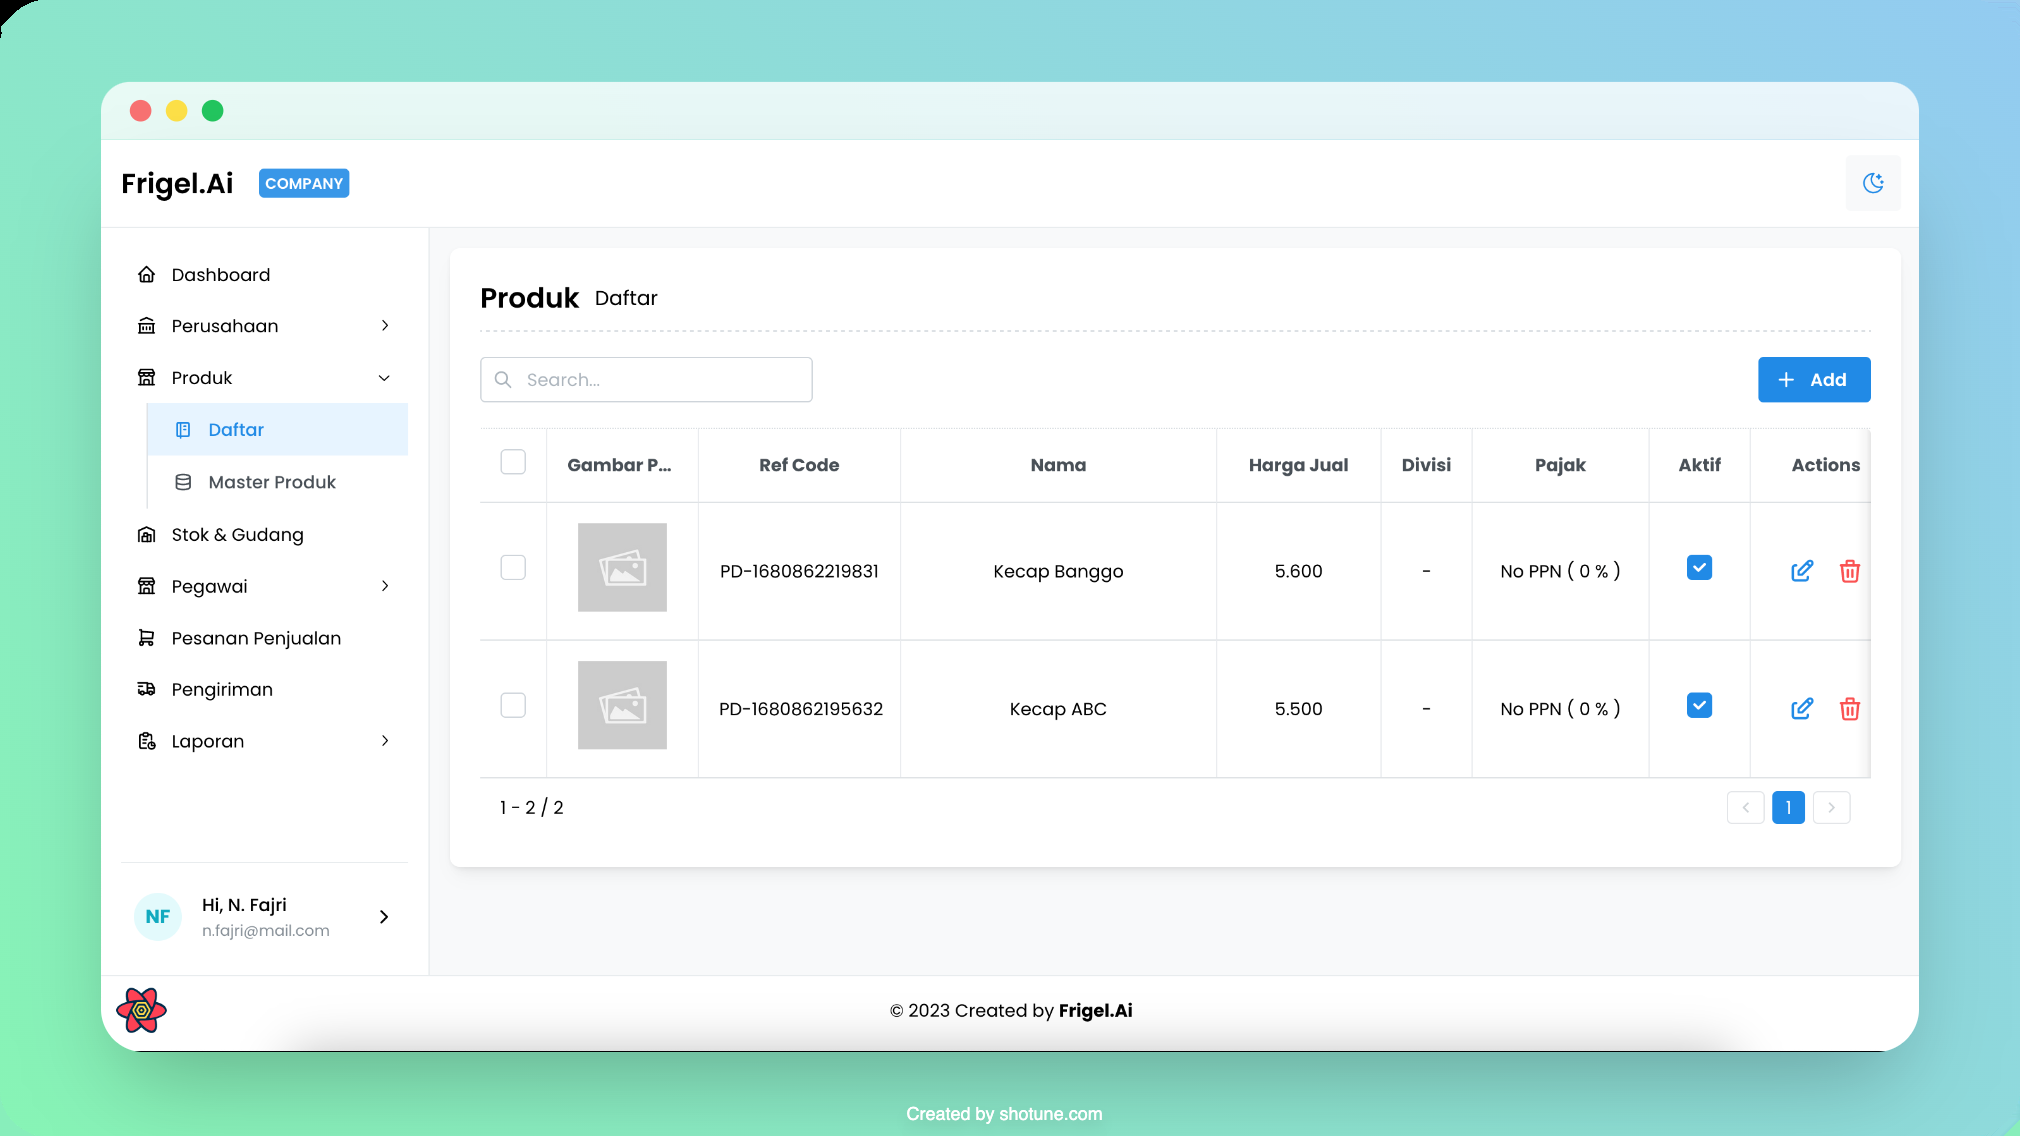 Frigel.Ai COMPANY
Dashboard
Perusahaan
Produk
Daftar
Master Produk
Stok & Gudang
Pegawai
Pesanan Penjualan
Pengiriman
Laporan
NF
Hi, N. Fajri
n.fajri@mail.com
Produk Daftar
Search...
+ Add
Gambar P... Ref Code Nama Harga Jual Divisi Pajak Aktif Actions
PD-1680862219831 Kecap Banggo 5.600 - No PPN ( 0 % )
PD-1680862195632 Kecap ABC 5.500 - No PPN ( 0 % )
1 - 2 / 2
1
© 2023 Created by Frigel.Ai
Created by shotune.com